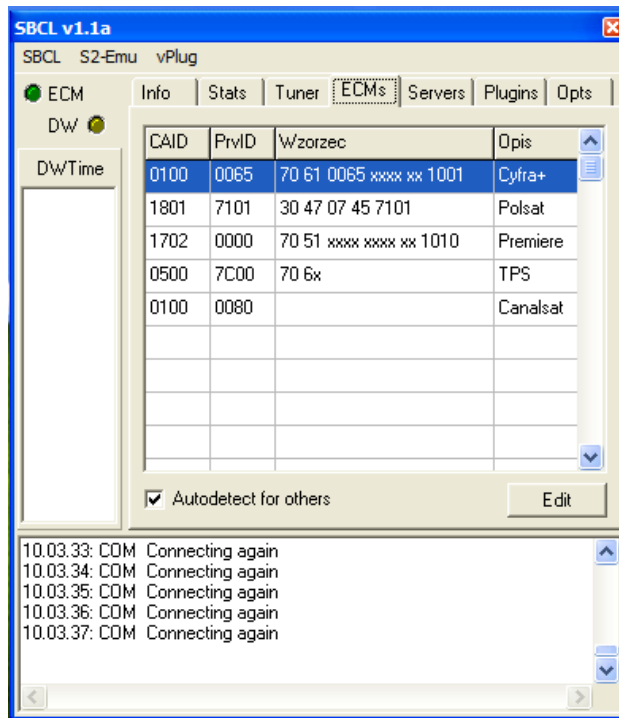 SBCL v1.1a
SBCL S2-Emu vPlug
ECM
DW
DWTime
Info Stats Tuner ECMs Servers Plugins Opts
CAID PrvID Wzorzec Opis
0100 0065 70 61 0065 xxxx xx 1001 Cyfra+
1801 7101 30 47 07 45 7101 Polsat
1702 0000 70 51 xxxx xxxx xx 1010 Premiere
0500 7C00 70 6x TPS
0100 0080 Canalsat
Autodetect for others
Edit
10.03.33: COM Connecting again
10.03.34: COM Connecting again
10.03.35: COM Connecting again
10.03.36: COM Connecting again
10.03.37: COM Connecting again